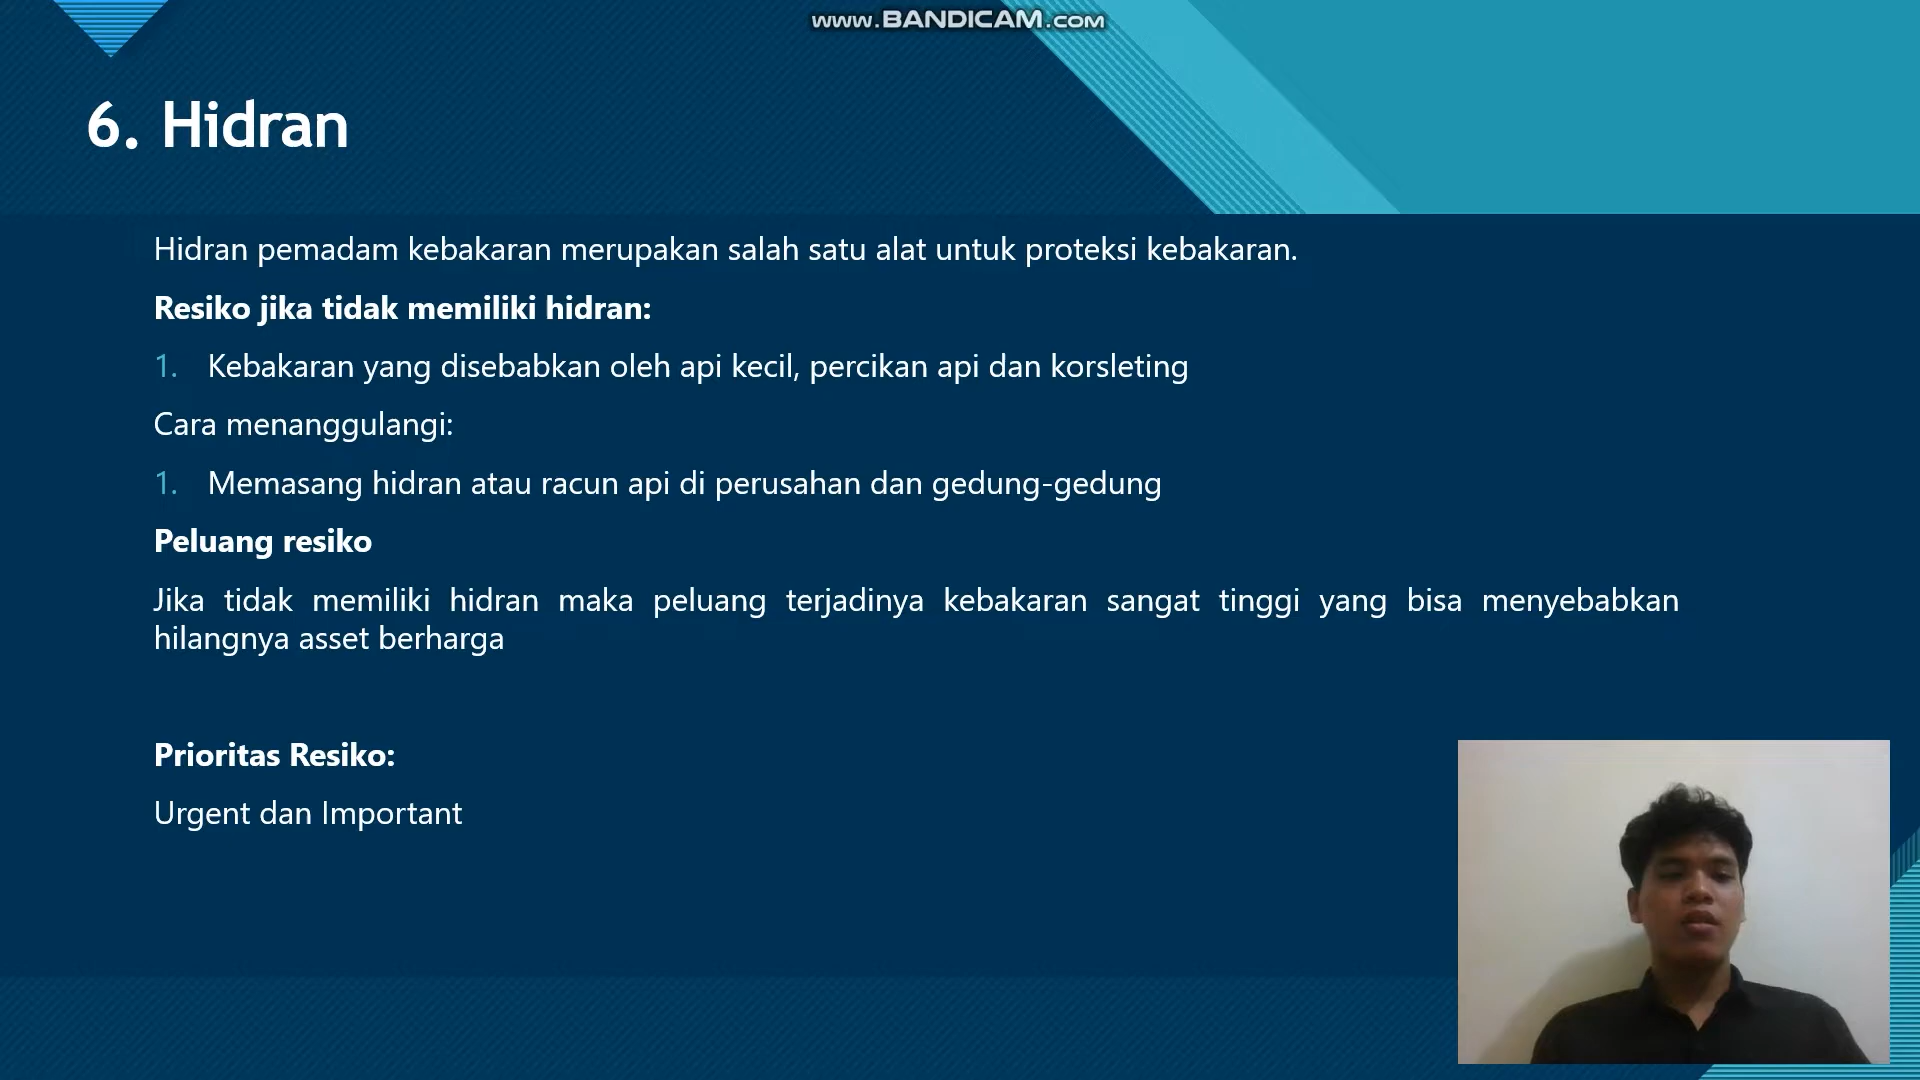 www.BANDICAM.com
6. Hidran
Hidran pemadam kebakaran merupakan salah satu alat untuk proteksi kebakaran.
Resiko jika tidak memiliki hidran:
1. Kebakaran yang disebabkan oleh api kecil, percikan api dan korsleting
Cara menanggulangi:
1. Memasang hidran atau racun api di perusahan dan gedung-gedung
Peluang resiko
Jika tidak memiliki hidran maka peluang terjadinya kebakaran sangat tinggi yang bisa menyebabkan
hilangnya asset berharga
Prioritas Resiko:
Urgent dan Important